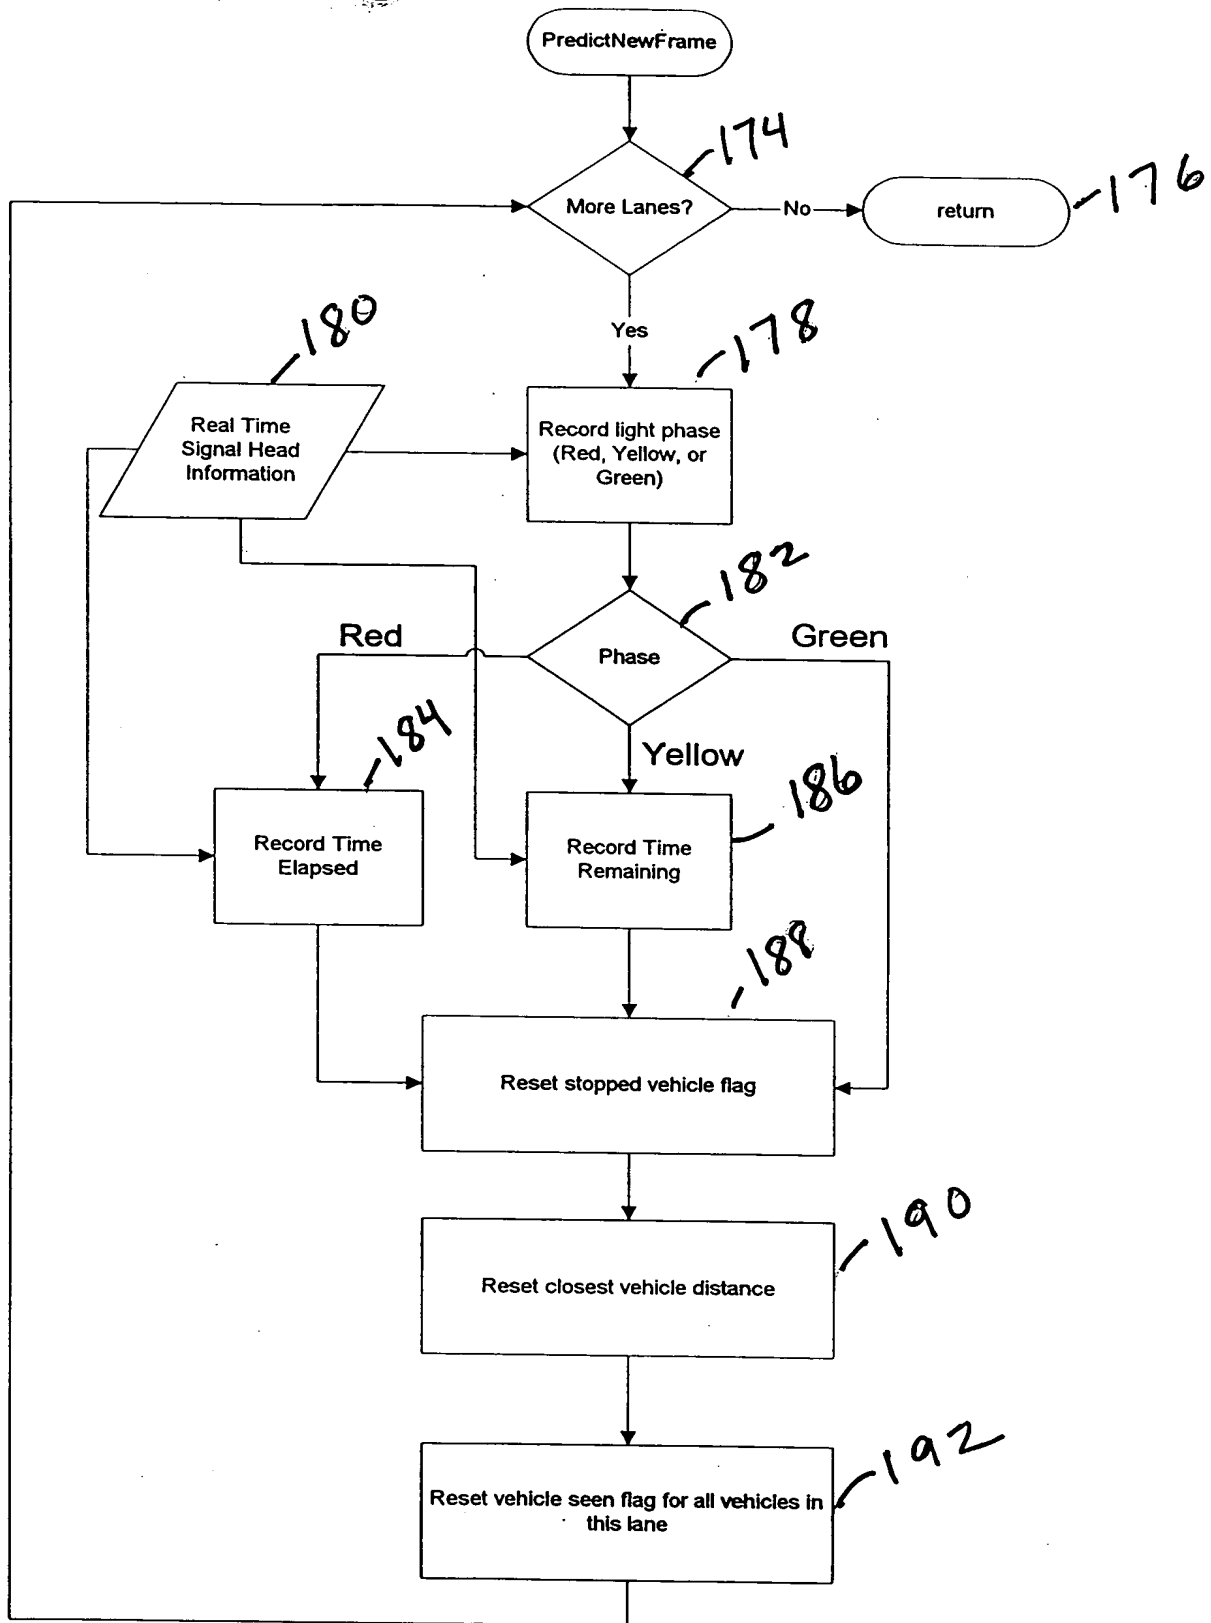 PredictNewFrame
174
More Lanes?
No
return
176
Yes
180
178
Real Time
Signal Head
Information
Record light phase
(Red, Yellow, or
Green)
182
Red
Phase
Green
184
Yellow
186
Record Time
Elapsed
Record Time
Remaining
188
Reset stopped vehicle flag
190
Reset closest vehicle distance
192
Reset vehicle seen flag for all vehicles in
this lane